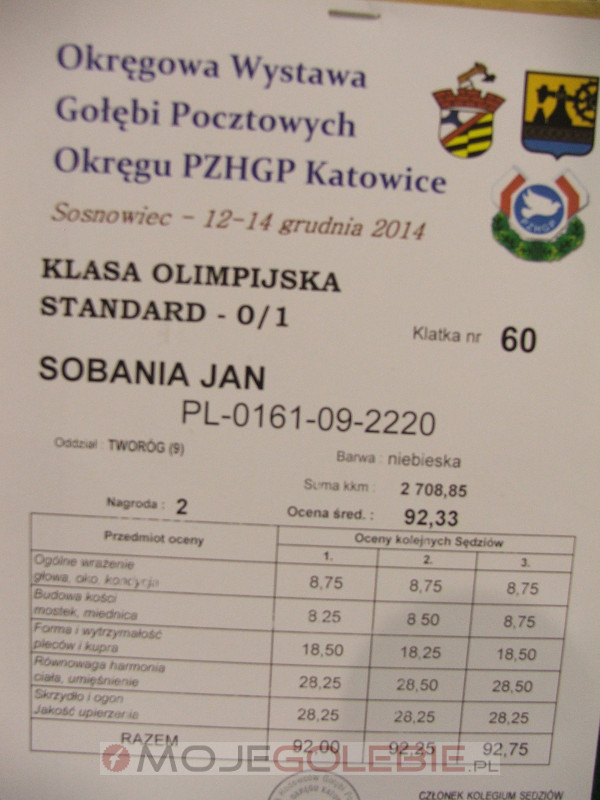 Okręgowa Wystawa
Gołębi Pocztowych
Okręgu PZHGP Katowice
Sosnowiec - 12-14 grudnia 2014
PZHGP
KLASA OLIMPIJSKA
STANDARD - 0/1
Klatka nr 60
SOBANIA JAN
PL-0161-09-2220
Oddział : TWORÓG (9)
Barwa : niebieska
Suma kkm : 2 708,85
Nagroda : 2
Ocena śred. : 92,33
Przedmiot oceny Oceny kolejnych Sędziów
1. 2. 3.
Ogólne wrażenie
głowa, oko, kondycja 8,75 8,75 8,75
Budowa kości
mostek, miednica 8,25 8,50 8,75
Forma i wytrzymałość
pleców i kupra 18,50 18,25 18,50
Równowaga harmonia
ciała, umięśnienie 28,25 28,50 28,50
Skrzydło i ogon
Jakość upierzenia 28,25 28,25 28,25
RAZEM 92,00 92,25 92,75
MOJEGOLEBIE.PL
CZŁONEK KOLEGIUM SĘDZIÓW